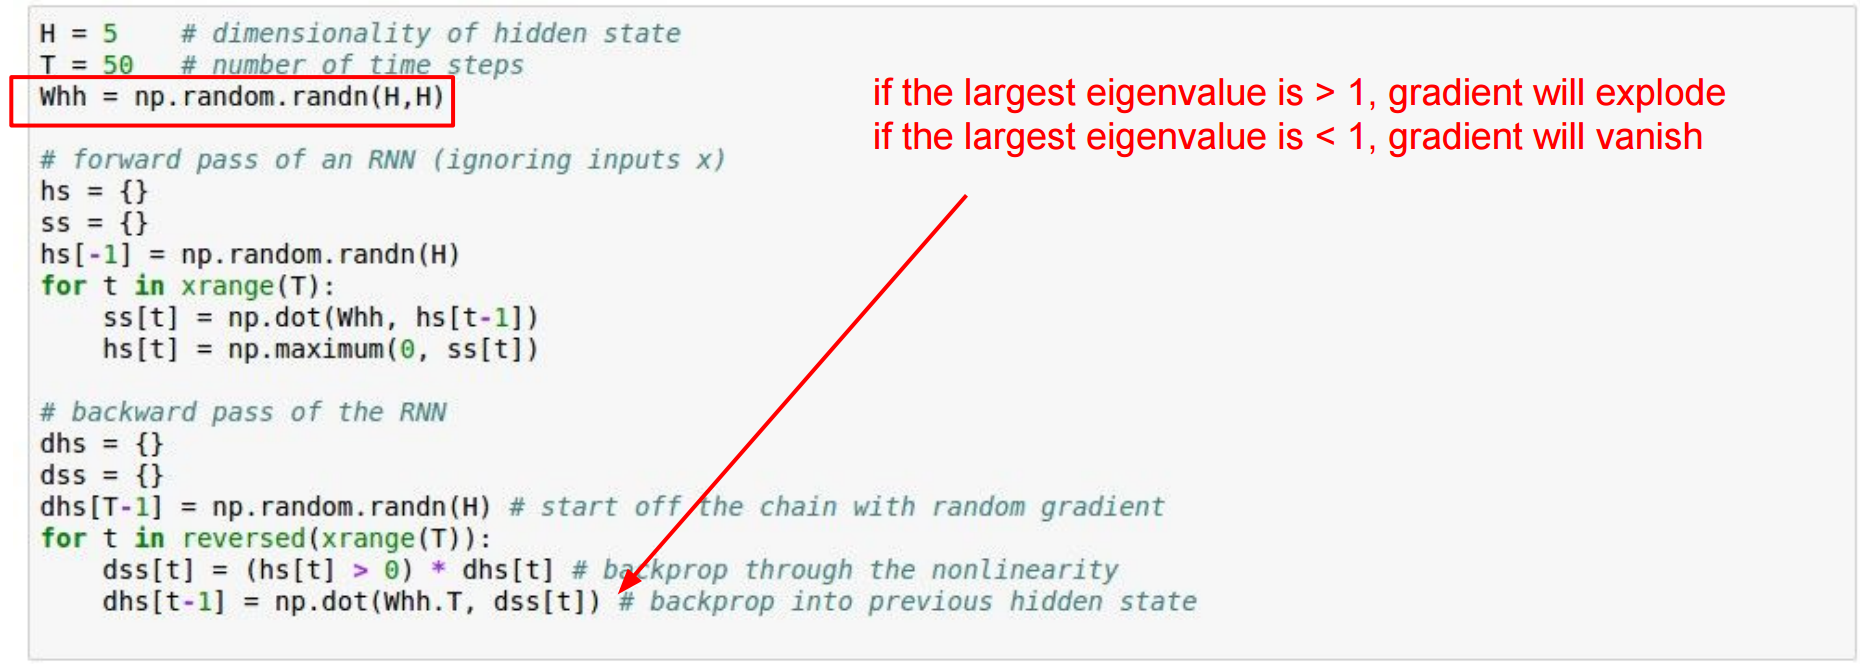 H = 5    # dimensionality of hidden state
T = 50   # number of time steps
Whh = np.random.randn(H,H)
if the largest eigenvalue is > 1, gradient will explode
if the largest eigenvalue is < 1, gradient will vanish
# forward pass of an RNN (ignoring inputs x)
hs = {}
ss = {}
hs[-1] = np.random.randn(H)
for t in xrange(T):
    ss[t] = np.dot(Whh, hs[t-1])
    hs[t] = np.maximum(0, ss[t])
# backward pass of the RNN
dhs = {}
dss = {}
dhs[T-1] = np.random.randn(H) # start off the chain with random gradient
for t in reversed(xrange(T)):
    dss[t] = (hs[t] > 0) * dhs[t] # backprop through the nonlinearity
    dhs[t-1] = np.dot(Whh.T, dss[t]) # backprop into previous hidden state